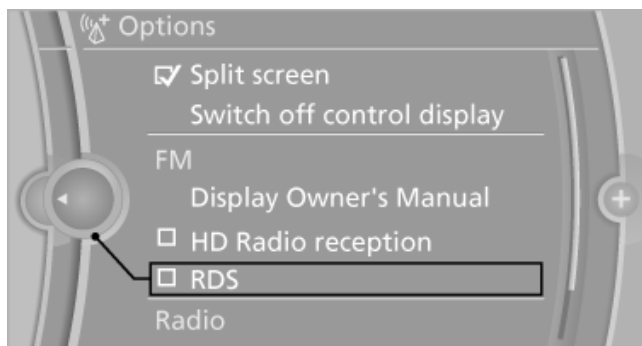 Options
Split screen
Switch off control display
FM
Display Owner's Manual
HD Radio reception
RDS
Radio